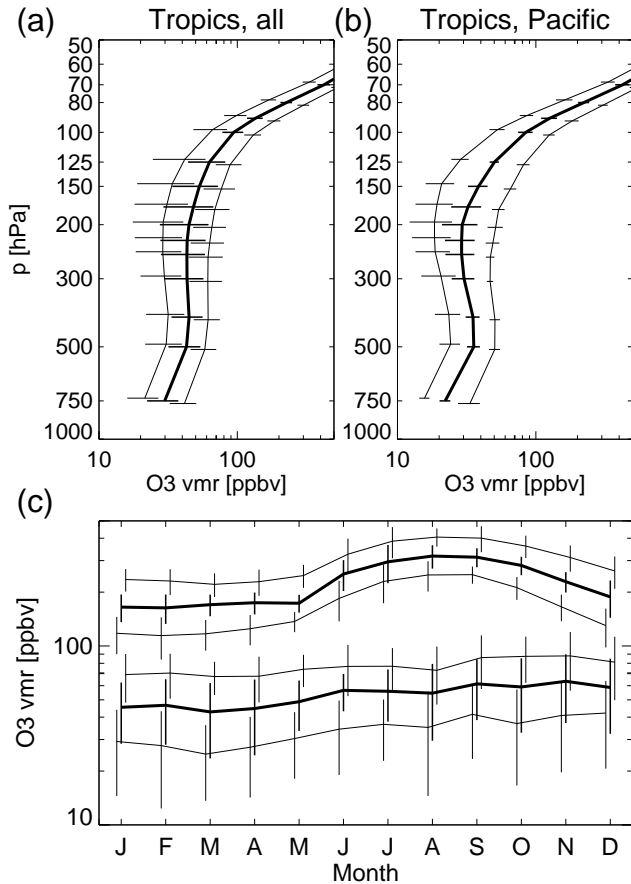 (a) Tropics, all (b) Tropics, Pacific
50 50
60 60
70 70
80 80
100 100
125 125
150 150
200 200
p [hPa]
300 300
500 500
750 750
1000 1000
10 100 10 100
O3 vmr [ppbv] O3 vmr [ppbv]
(c)
O3 vmr [ppbv]
100
10
J F M A M J J A S O N D
Month